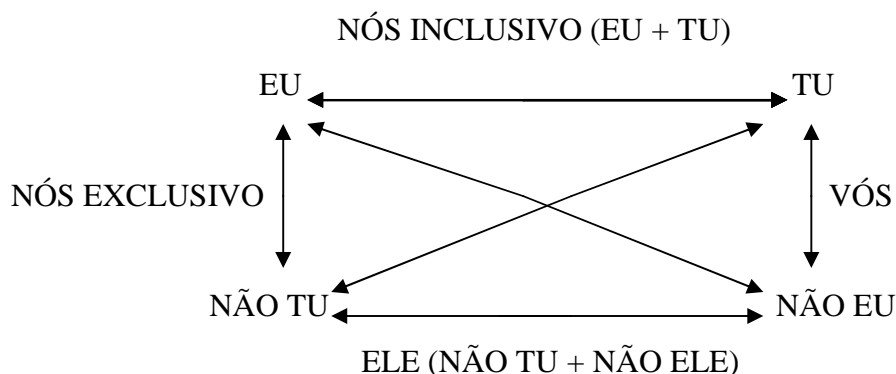 NÓS INCLUSIVO (EU + TU)
EU TU
NÓS EXCLUSIVO VÓS
NÃO TU NÃO EU
ELE (NÃO TU + NÃO ELE)